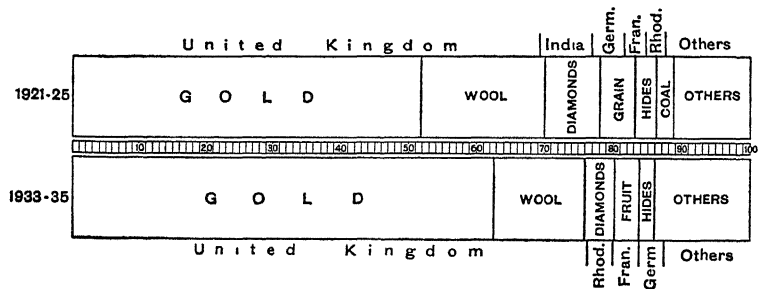 United Kingdom India Germ. Fran. Rhod. Others
1921-25 GOLD WOOL DIAMONDS GRAIN HIDES COAL OTHERS
10 20 30 40 50 60 70 80 90 100
1933-35 GOLD WOOL DIAMONDS FRUIT HIDES OTHERS
United Kingdom Rhod. Fran. Germ Others